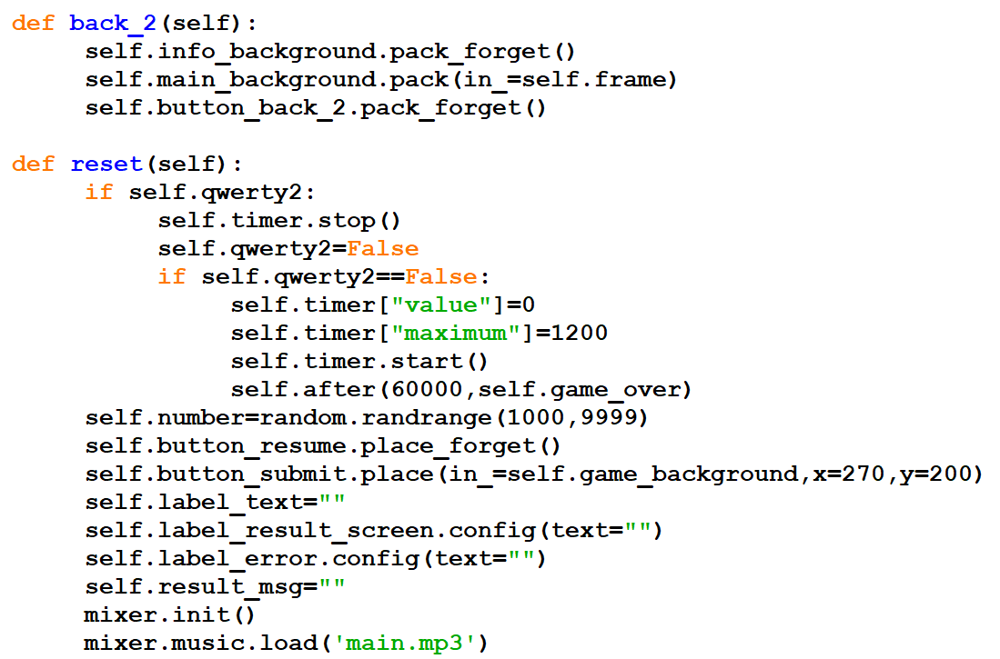 def back_2(self):
     self.info_background.pack_forget()
     self.main_background.pack(in_=self.frame)
     self.button_back_2.pack_forget()

def reset(self):
     if self.qwerty2:
          self.timer.stop()
          self.qwerty2=False
          if self.qwerty2==False:
               self.timer["value"]=0
               self.timer["maximum"]=1200
               self.timer.start()
               self.after(60000,self.game_over)
     self.number=random.randrange(1000,9999)
     self.button_resume.place_forget()
     self.button_submit.place(in_=self.game_background,x=270,y=200)
     self.label_text=""
     self.label_result_screen.config(text="")
     self.label_error.config(text="")
     self.result_msg=""
     mixer.init()
     mixer.music.load('main.mp3')